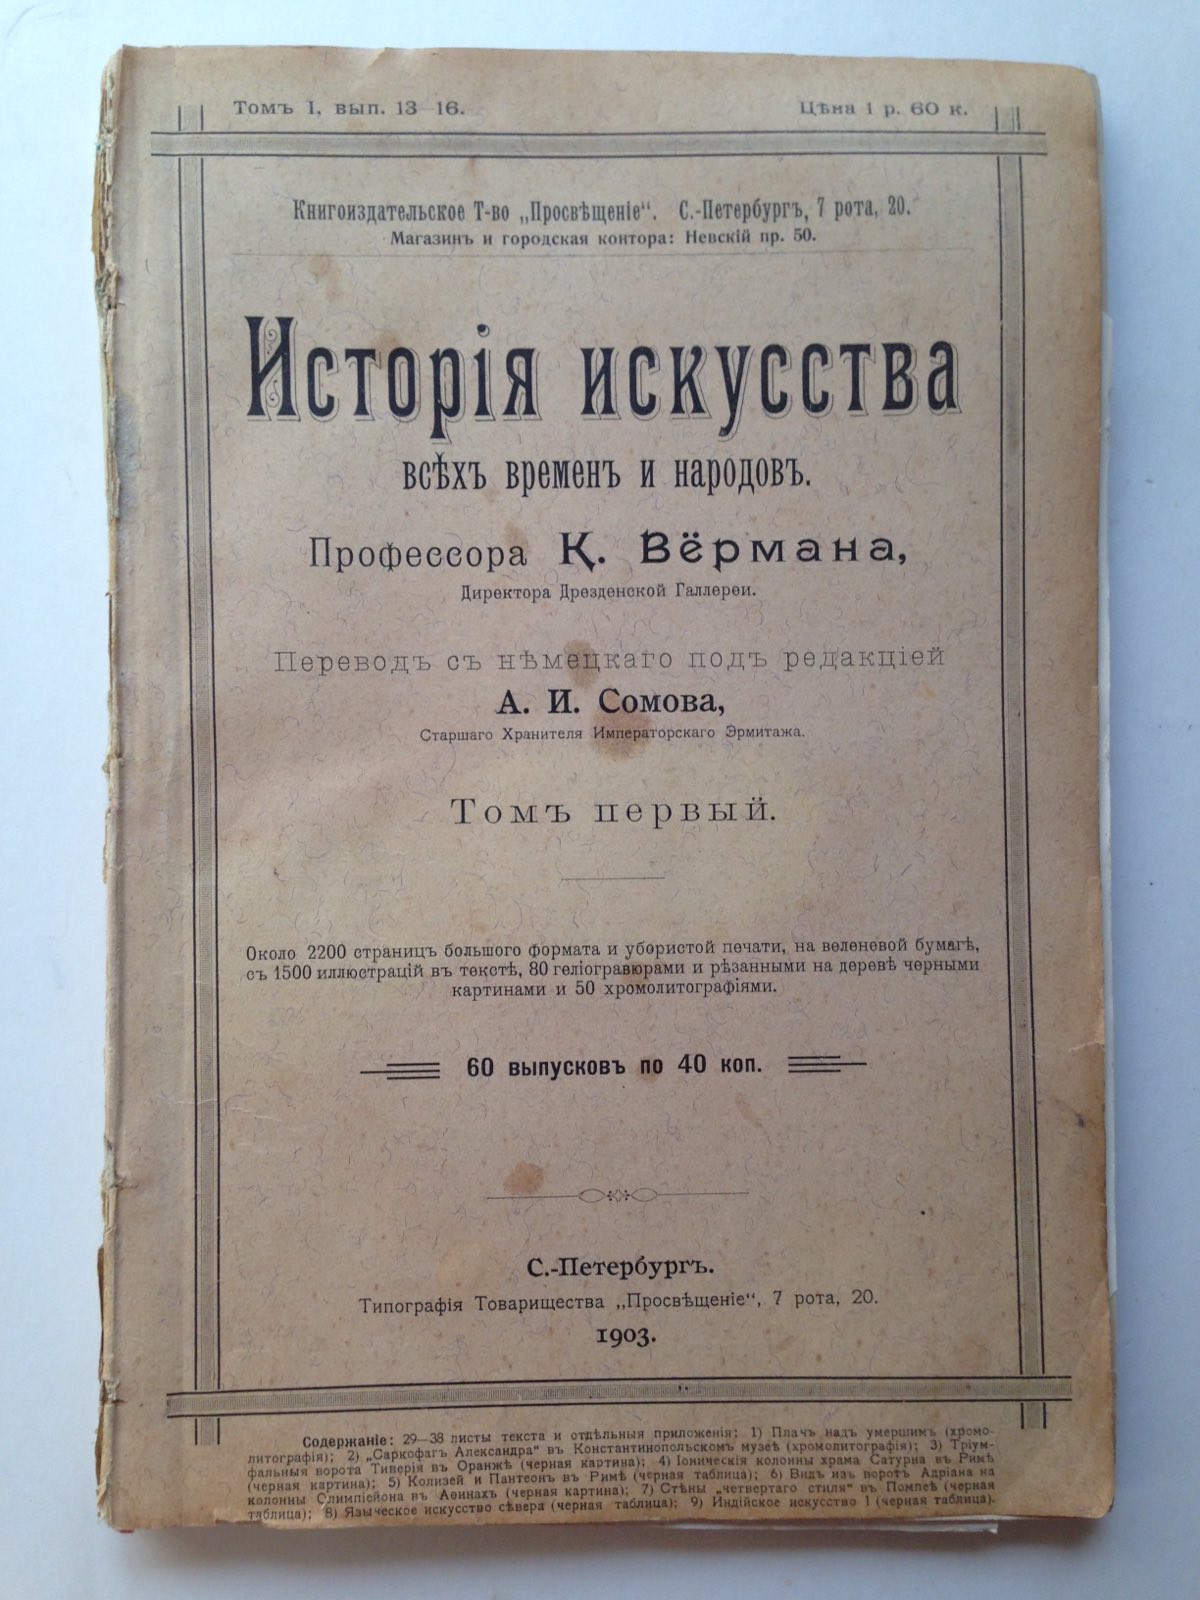 Томъ I, вып. 13—16.
Цѣна 1 р. 60 к.
Книгоиздательское Т-во „Просвѣщеніе“. С.-Петербургъ, 7 рота, 20.
Магазинъ и городская контора: Невскій пр. 50.
Исторія искусства
всѣхъ временъ и народовъ.
Профессора К. Вёрмана,
Директора Дрезденской Галлереи.
Переводъ съ нѣмецкаго подъ редакціей
А. И. Сомова,
Старшаго Хранителя Императорскаго Эрмитажа.
Томъ первый.
Около 2200 страницъ большого формата и убористой печати, на веленевой бумагѣ,
съ 1500 иллюстрацій въ текстѣ, 80 геліогравюрами и рѣзанными на деревѣ черными
картинами и 50 хромолитографіями.
60 выпусковъ по 40 коп.
С.-Петербургъ.
Типографія Товарищества „Просвѣщеніе“, 7 рота, 20.
1903.
Содержаніе: 29—38 листы текста и отдѣльныя приложенія: 1) Плачъ надъ умершимъ (хромо-
литографія); 2) „Саркофагъ Александра“ въ Константинопольскомъ музеѣ (хромолитографія); 3) Тріум-
фальныя ворота Тиверія въ Оранжѣ (черная картина); 4) Іоническія колонны храма Сатурна въ Римѣ
(черная картина); 5) Колизей и Пантеонъ въ Римѣ (черная таблица); 6) Видъ изъ воротъ Адріана на
колонны Олимпіейона въ Аѳинахъ (черная картина); 7) Стѣны „четвертаго стиля“ въ Помпеѣ (черная
таблица); 8) Языческое искусство сѣвера (черная таблица); 9) Индійское искусство I (черная таблица).